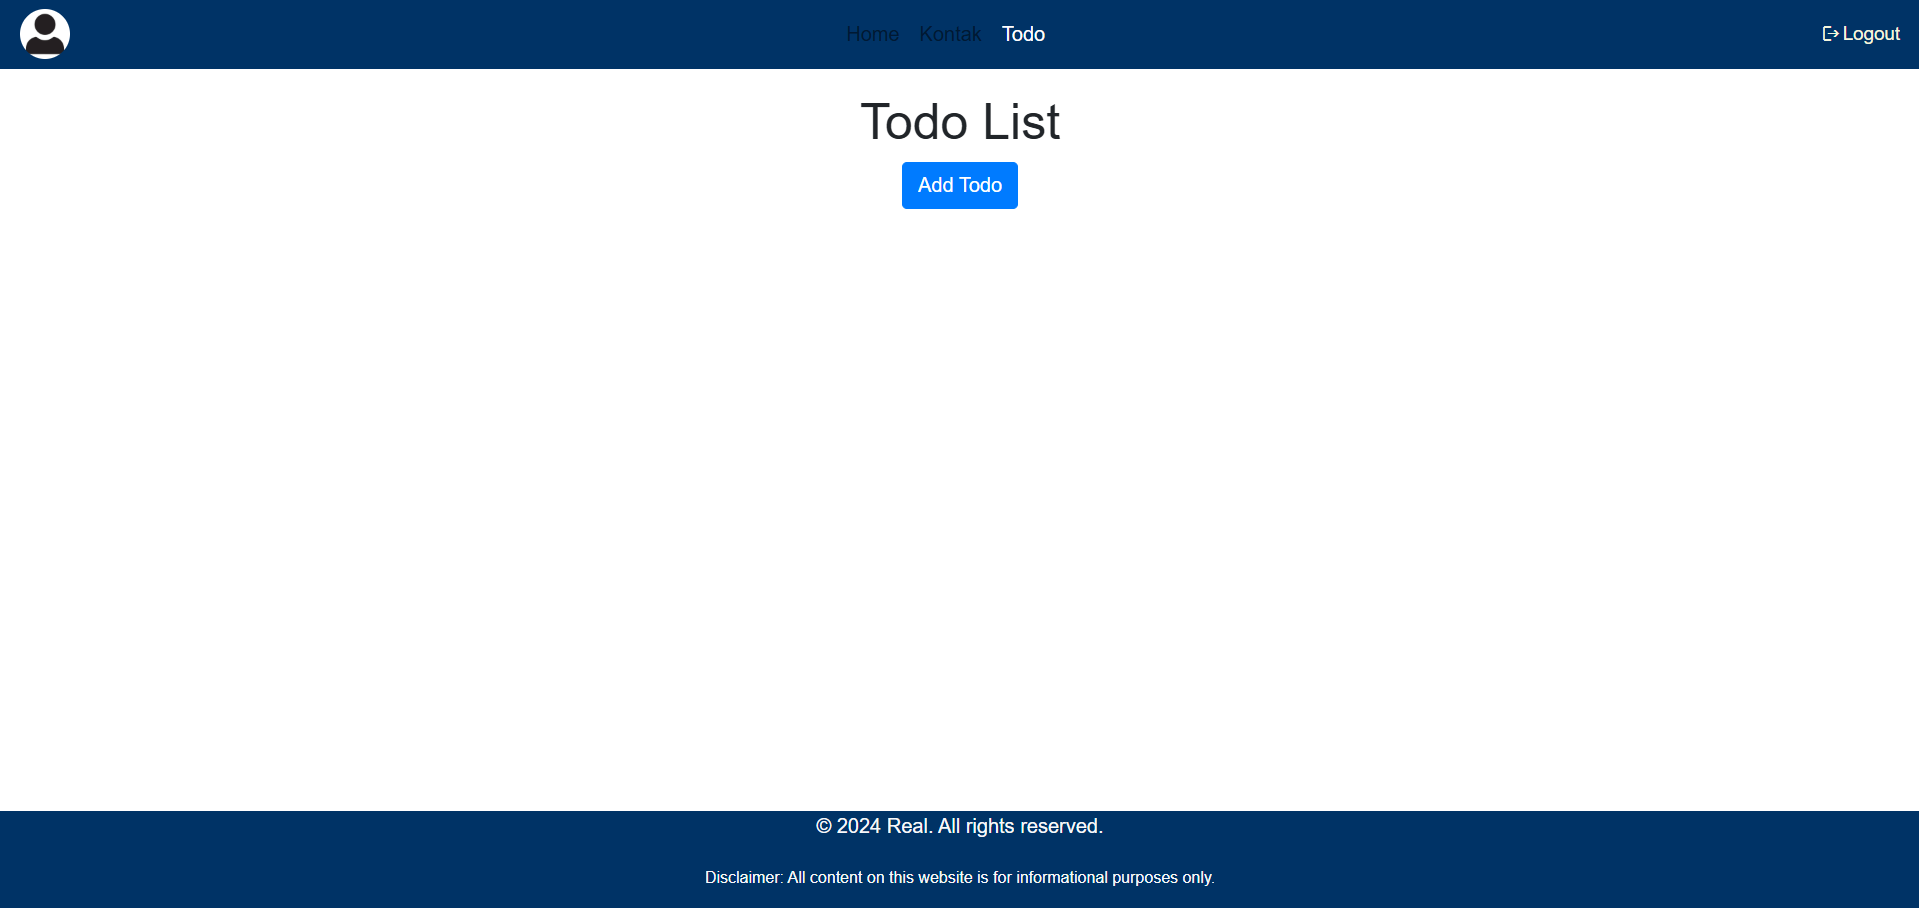 Home Kontak Todo Logout
Todo List
Add Todo
© 2024 Real. All rights reserved.
Disclaimer: All content on this website is for informational purposes only.